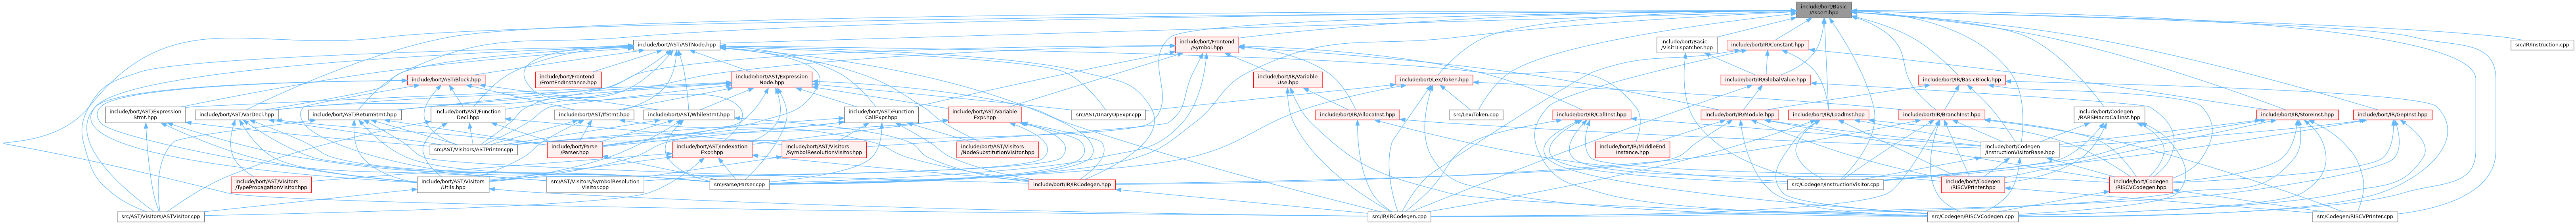 include/bort/Basic
/Assert.hpp
include/bort/AST/ASTNode.hpp
include/bort/Frontend
/Symbol.hpp
include/bort/Basic
/VisitDispatcher.hpp
include/bort/IR/Constant.hpp
src/IR/Instruction.cpp
include/bort/AST/Block.hpp
include/bort/Frontend
/FrontEndInstance.hpp
include/bort/AST/Expression
Node.hpp
include/bort/IR/Variable
Use.hpp
include/bort/Lex/Token.hpp
include/bort/IR/GlobalValue.hpp
include/bort/IR/BasicBlock.hpp
include/bort/AST/Expression
Stmt.hpp
include/bort/AST/VarDecl.hpp
include/bort/AST/ReturnStmt.hpp
include/bort/AST/Function
Decl.hpp
include/bort/AST/IfStmt.hpp
include/bort/AST/WhileStmt.hpp
include/bort/AST/Function
CallExpr.hpp
include/bort/AST/Variable
Expr.hpp
src/AST/UnaryOpExpr.cpp
include/bort/IR/AllocaInst.hpp
src/Lex/Token.cpp
include/bort/IR/CallInst.hpp
include/bort/IR/Module.hpp
include/bort/IR/LoadInst.hpp
include/bort/IR/BranchInst.hpp
include/bort/Codegen
/RARSMacroCallInst.hpp
include/bort/IR/StoreInst.hpp
include/bort/IR/GepInst.hpp
src/AST/Visitors/ASTPrinter.cpp
include/bort/Parse
/Parser.hpp
include/bort/AST/Indexation
Expr.hpp
include/bort/AST/Visitors
/SymbolResolutionVisitor.hpp
include/bort/AST/Visitors
/NodeSubstitutionVisitor.hpp
include/bort/IR/MiddleEnd
Instance.hpp
include/bort/Codegen
/InstructionVisitorBase.hpp
include/bort/AST/Visitors
/TypePropagationVisitor.hpp
include/bort/AST/Visitors
/Utils.hpp
src/AST/Visitors/SymbolResolution
Visitor.cpp
src/Parse/Parser.cpp
include/bort/IR/IRCodegen.hpp
src/Codegen/InstructionVisitor.cpp
include/bort/Codegen
/RISCVPrinter.hpp
include/bort/Codegen
/RISCVCodegen.hpp
src/AST/Visitors/ASTVisitor.cpp
src/IR/IRCodegen.cpp
src/Codegen/RISCVCodegen.cpp
src/Codegen/RISCVPrinter.cpp